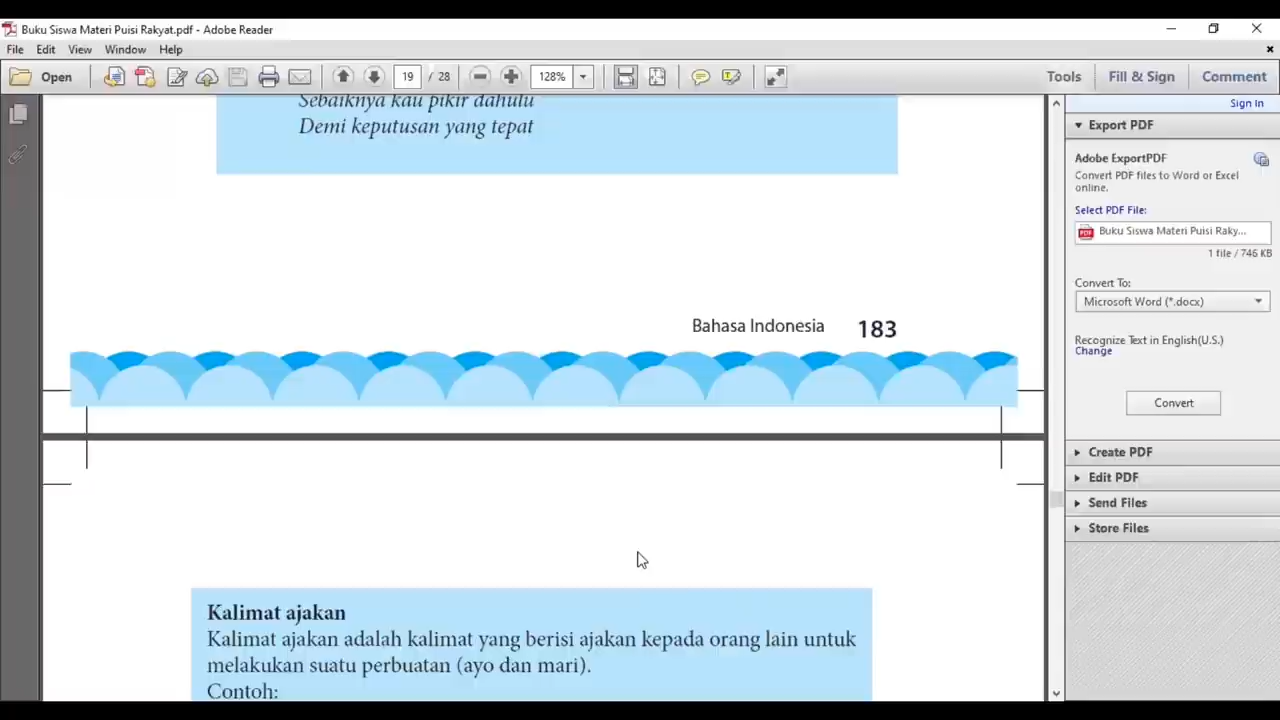 Buku Siswa Materi Puisi Rakyat.pdf - Adobe Reader
File Edit View Window Help
Open 19 / 28 128% Tools Fill & Sign Comment
Sign In
Sebaiknya kau pikir dahulu
Demi keputusan yang tepat
Bahasa Indonesia 183
Kalimat ajakan
Kalimat ajakan adalah kalimat yang berisi ajakan kepada orang lain untuk
melakukan suatu perbuatan (ayo dan mari).
Contoh:
Export PDF
Adobe ExportPDF
Convert PDF files to Word or Excel
online.
Select PDF File:
PDF Buku Siswa Materi Puisi Raky...
1 file / 746 KB
Convert To:
Microsoft Word (*.docx)
Recognize Text in English(U.S.)
Change
Convert
Create PDF
Edit PDF
Send Files
Store Files